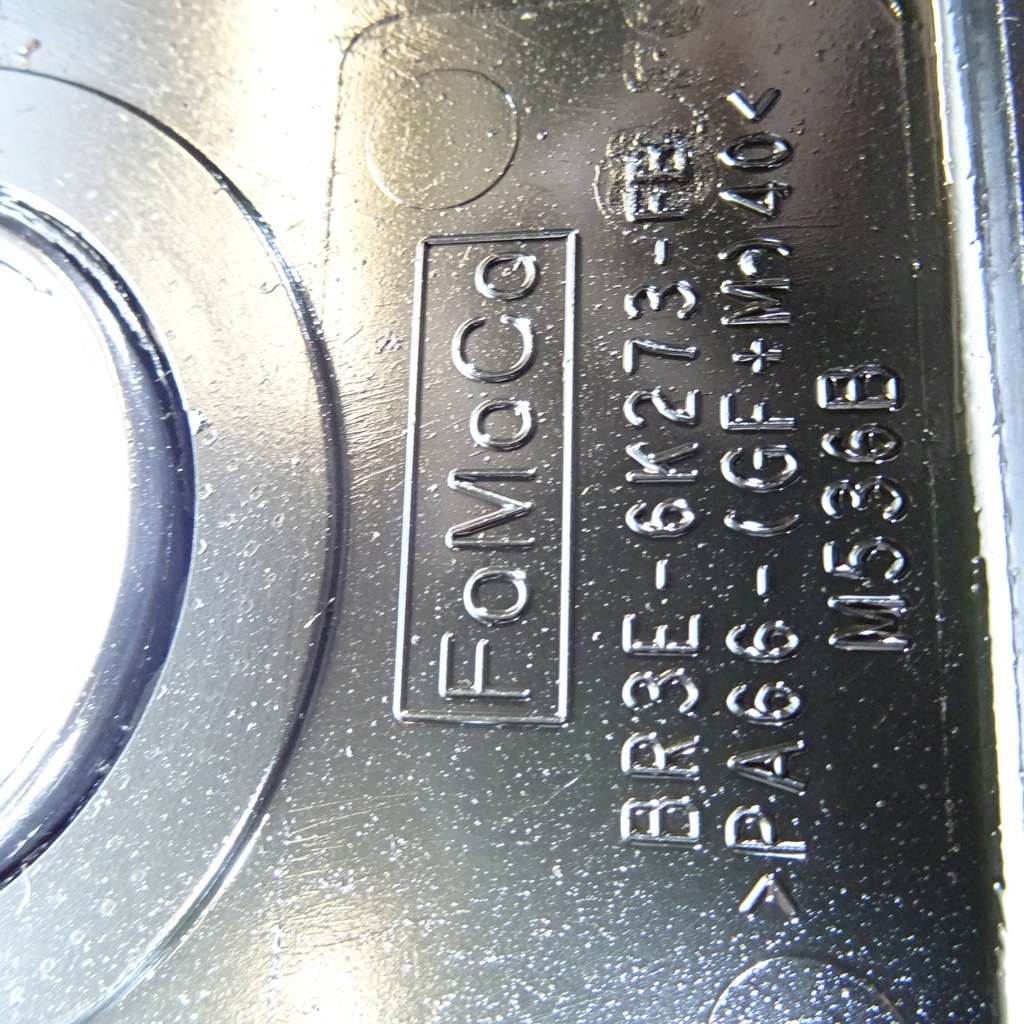 FoMoCo
BR3E-6K273-FB
>PA66-(GF+M)40<
M536B